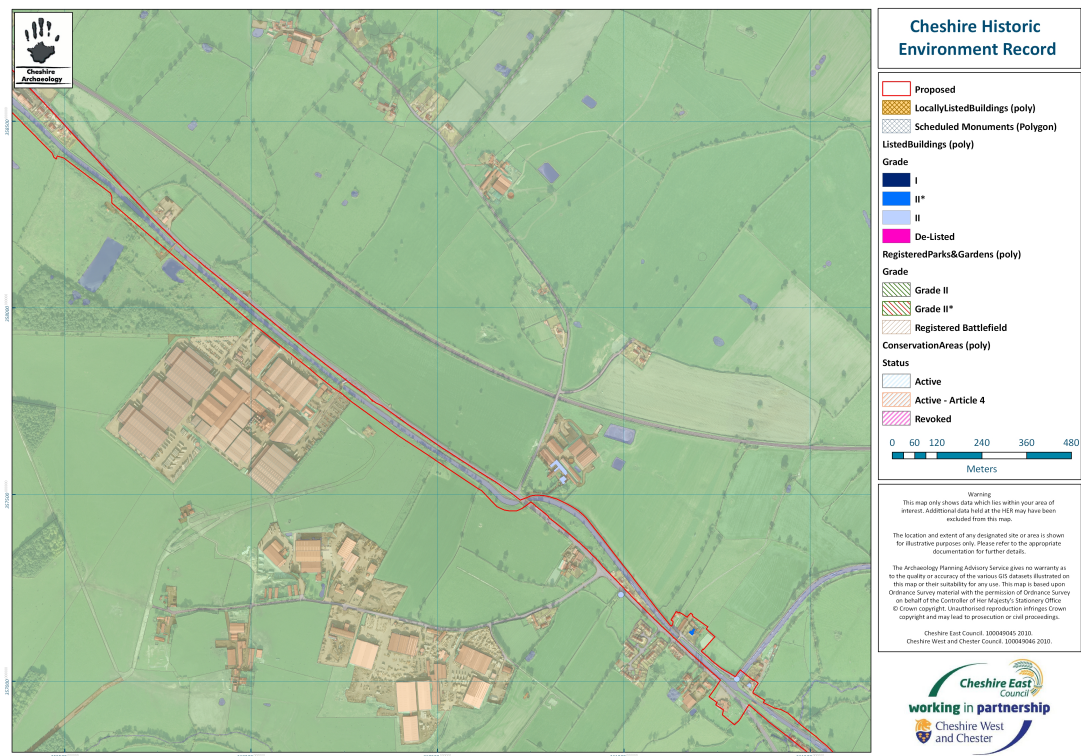 Cheshire
Archaeology
Cheshire Historic
Environment Record
Proposed
LocallyListedBuildings (poly)
Scheduled Monuments (Polygon)
ListedBuildings (poly)
Grade
I
II*
II
De-Listed
RegisteredParks&Gardens (poly)
Grade
Grade II
Grade II*
Registered Battlefield
ConservationAreas (poly)
Status
Active
Active - Article 4
Revoked
0 60 120 240 360 480
Meters
Warning
This map only shows data which lies within your area of
interest. Addditional data held at the HER may have been
excluded from this map.
The location and extent of any designated site or area is shown
for illustrative purposes only. Please refer to the appropriate
documentation for further details.
The Archaeology Planning Advisory Service gives no warranty as
to the quality or accuracy of the various GIS datasets illustrated on
this map or their suitability for any use. This map is based upon
Ordnance Survey material with the permission of Ordnance Survey
on behalf of the Controller of Her Majesty's Stationery Office
© Crown copyright. Unauthorised reproduction infringes Crown
copyright and may lead to prosecution or civil proceedings.
Cheshire East Council. 100049045 2010.
Cheshire West and Chester Council. 100049046 2010.
Cheshire East
Council
working in partnership
Cheshire West
and Chester